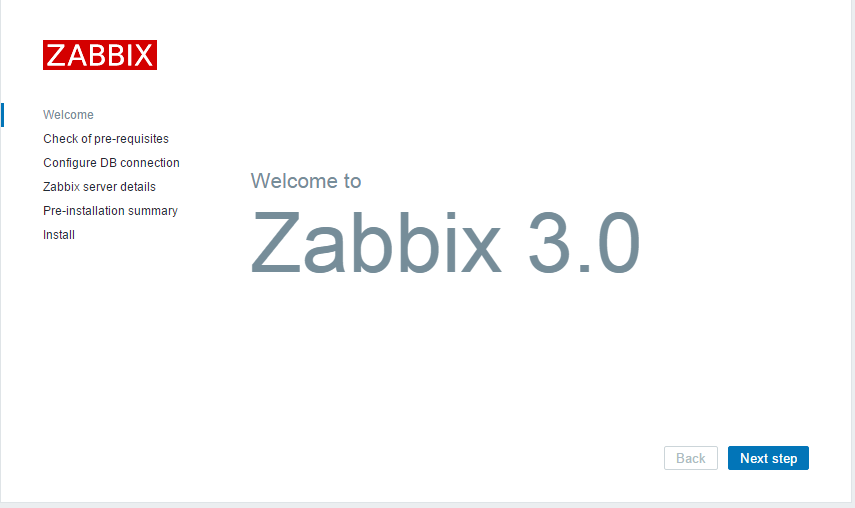 ZABBIX
Welcome
Check of pre-requisites
Configure DB connection
Zabbix server details
Pre-installation summary
Install
Welcome to
Zabbix 3.0
Back
Next step